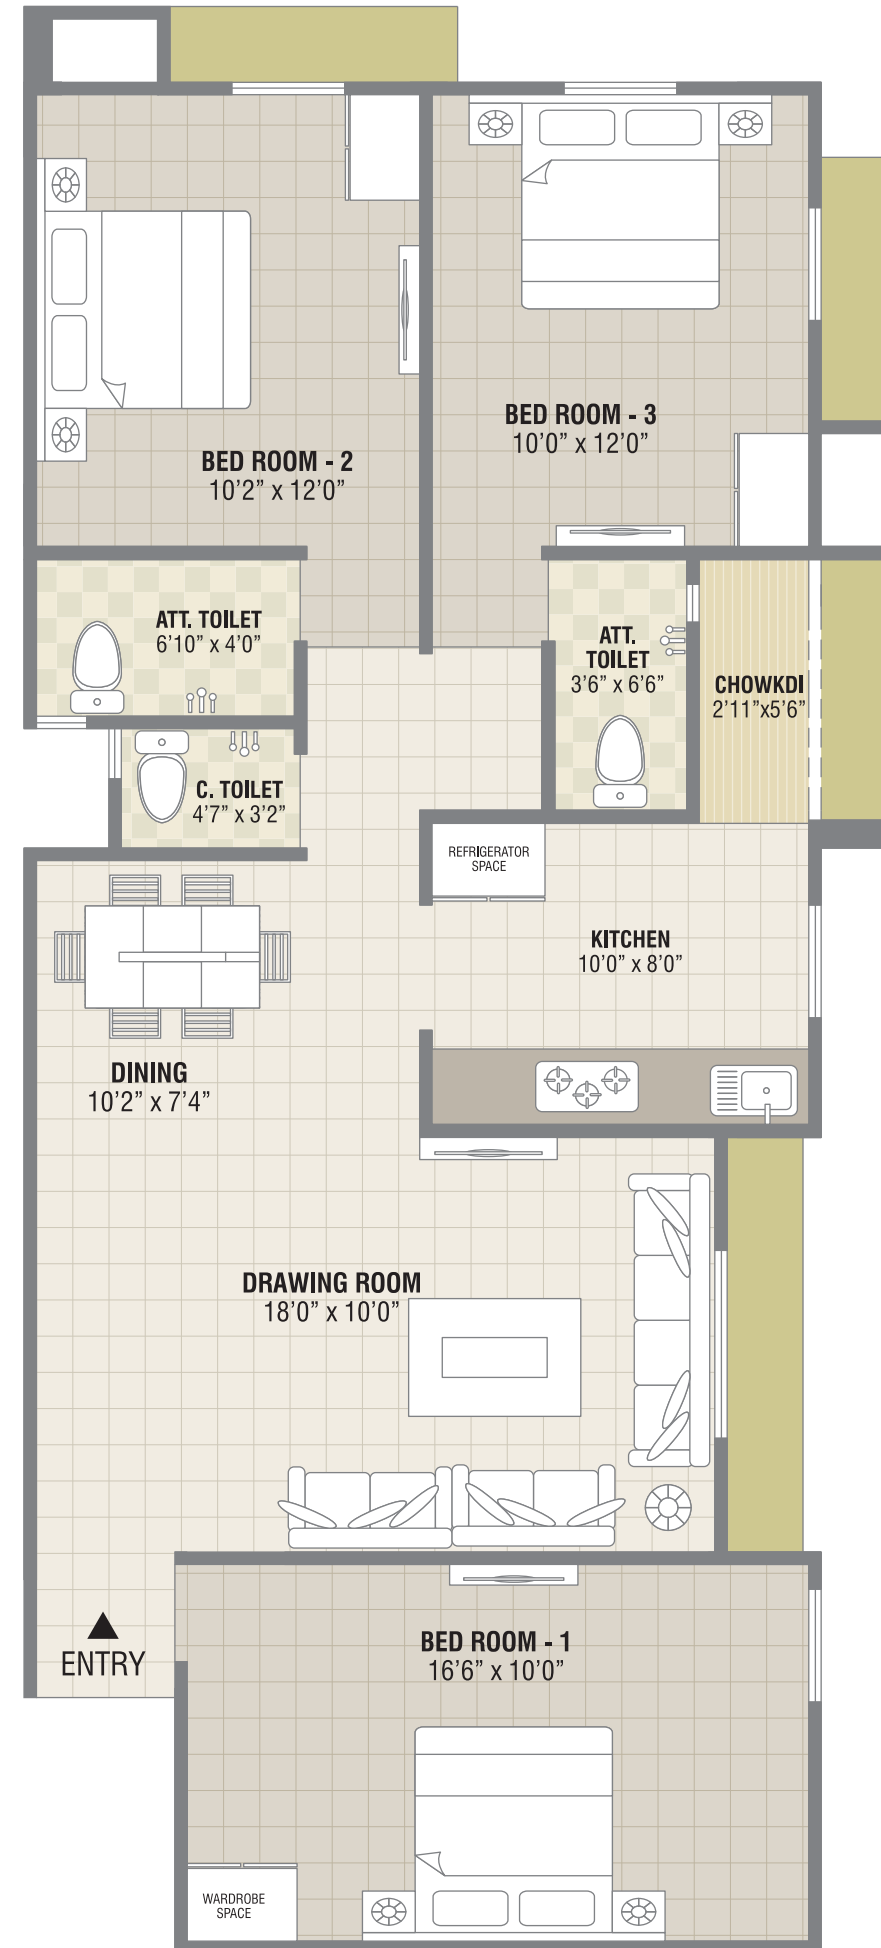 BED ROOM - 3
10’0” x 12’0”
BED ROOM - 2
10’2” x 12’0”
ATT. TOILET
6’10” x 4’0”
ATT.
TOILET
3’6” x 6’6”
CHOWKDI
2’11”x5’6”
C. TOILET
4’7” x 3’2”
REFRIGERATOR
SPACE
KITCHEN
10’0” x 8’0”
DINING
10’2” x 7’4”
DRAWING ROOM
18’0” x 10’0”
ENTRY
BED ROOM - 1
16’6” x 10’0”
WARDROBE
SPACE